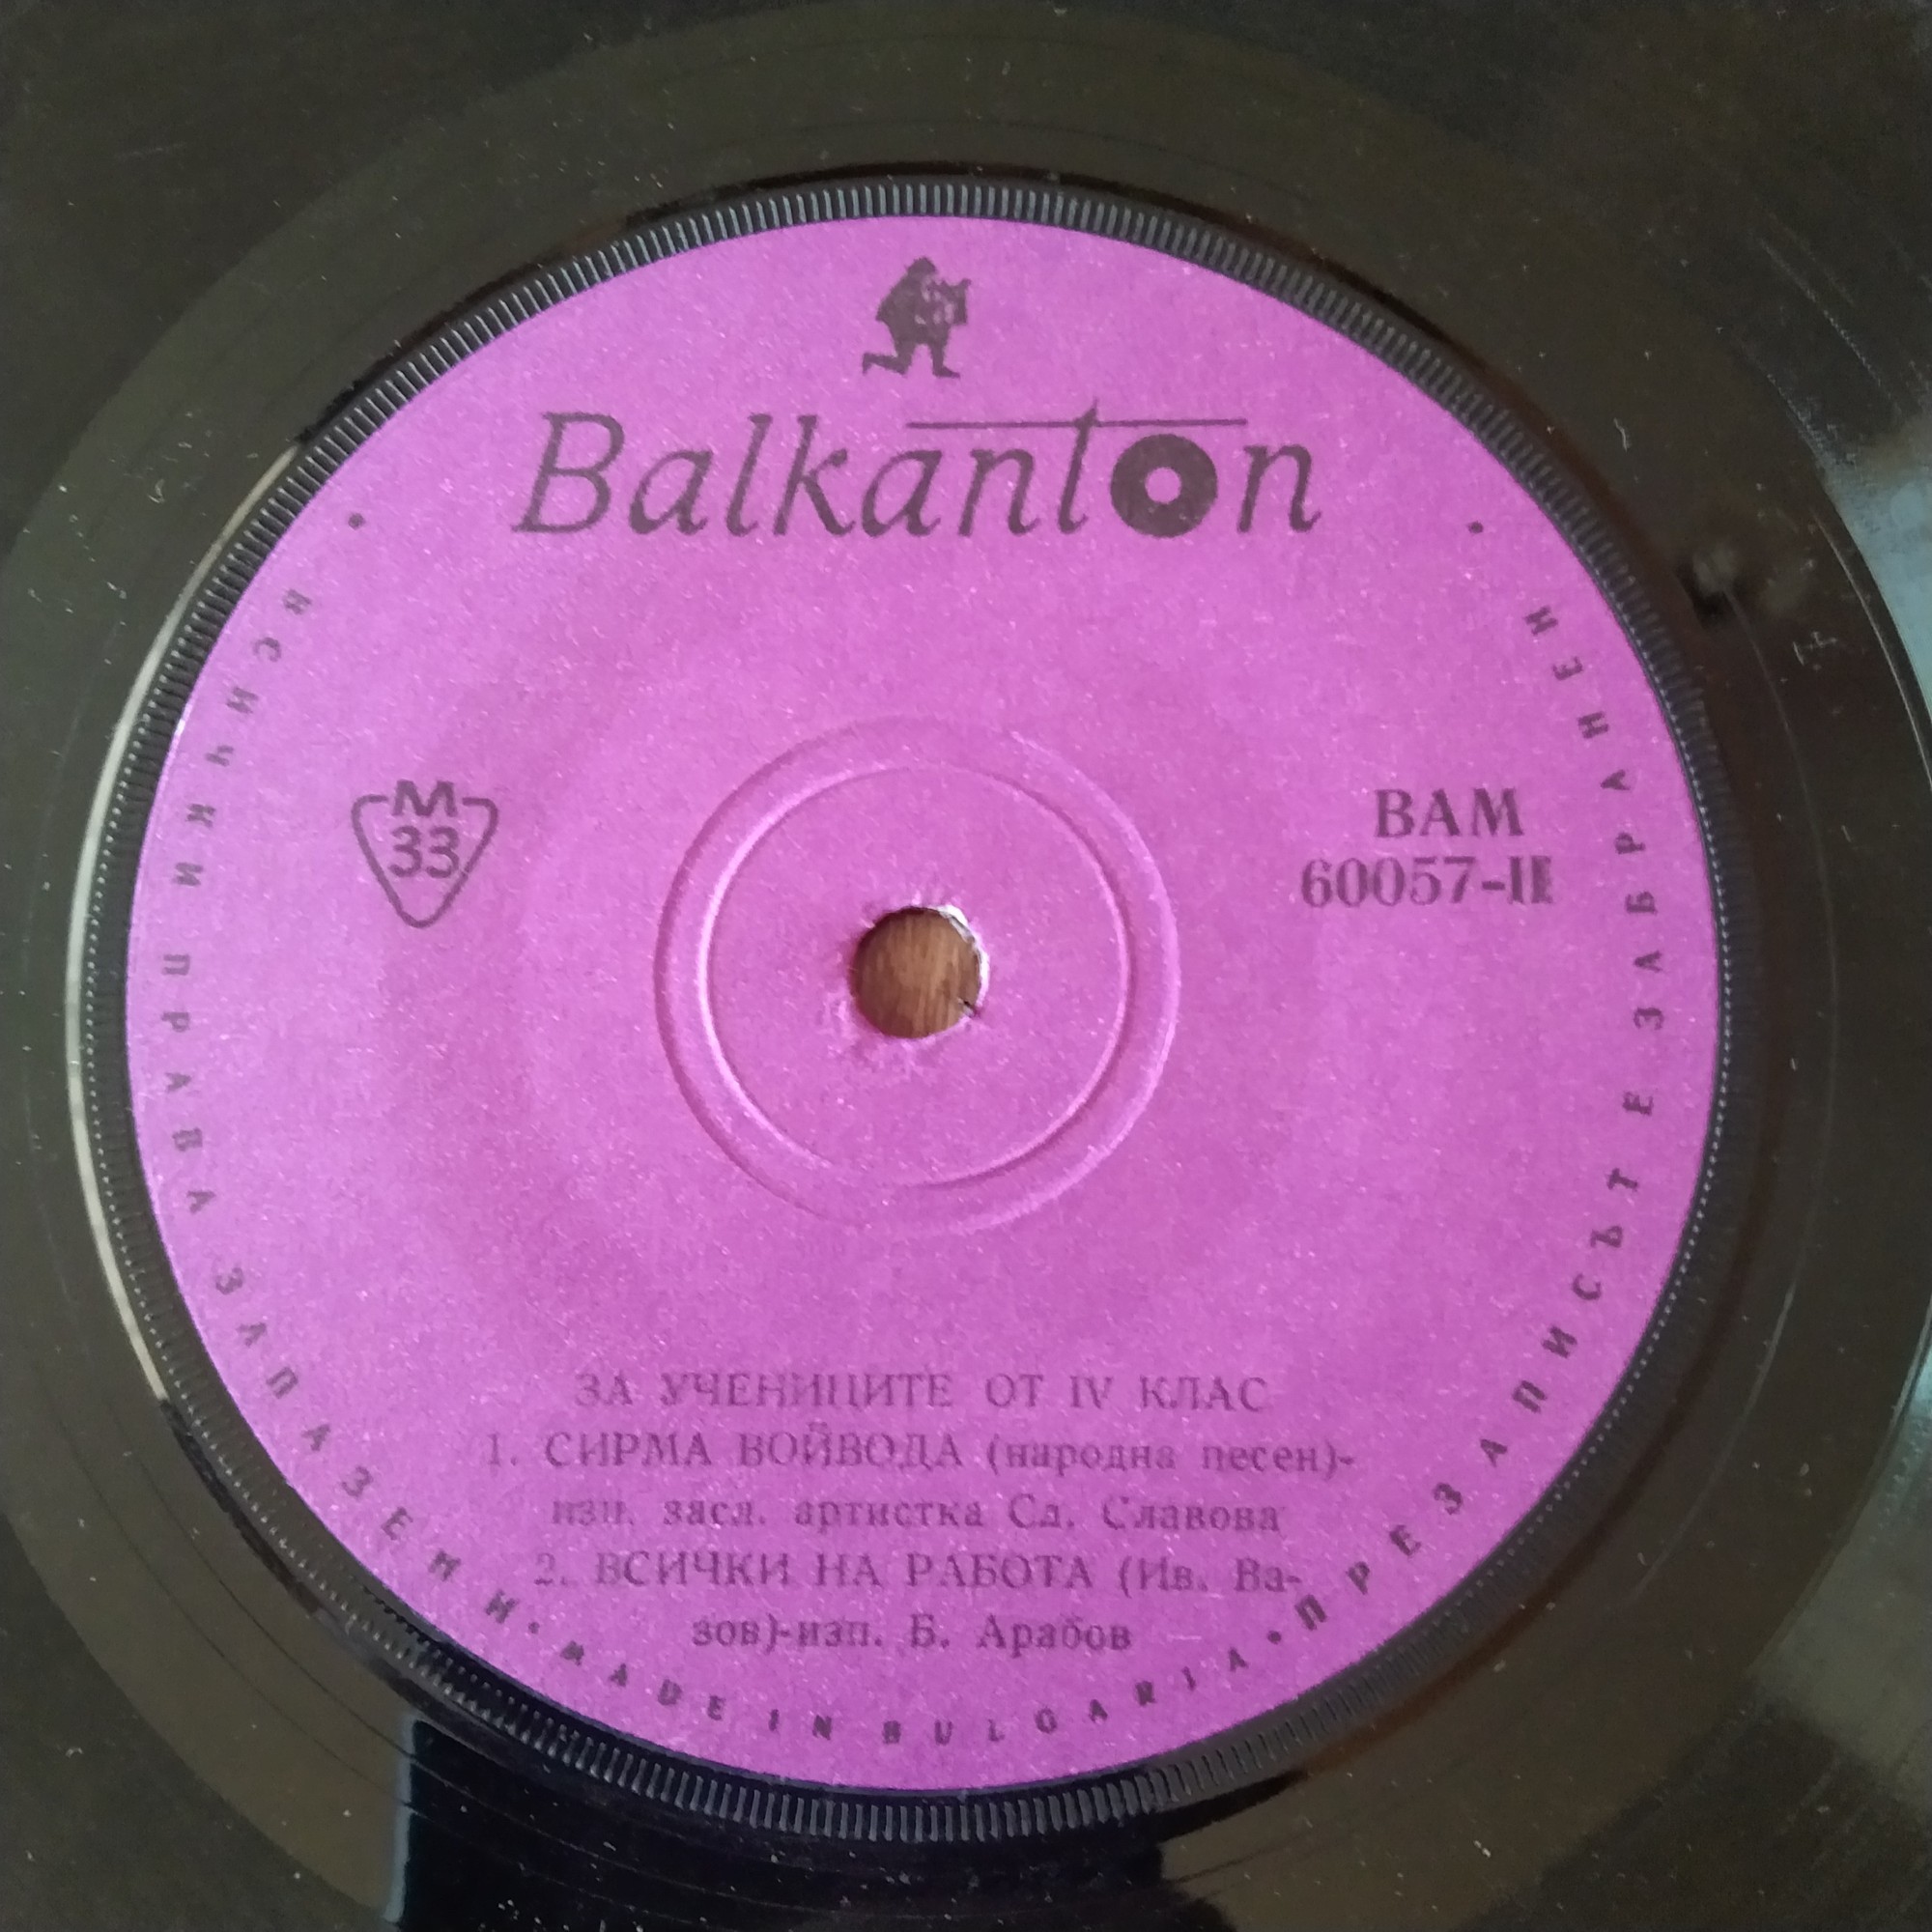 Balkanton
M
33
ВАМ
60057-II
ЗА УЧЕНИЦИТЕ ОТ IV КЛАС
1. СИРМА ВОЙВОДА (народна песен)-
изп. засл. артистка Сл. Славова
2. ВСИЧКИ НА РАБОТА (Ив. Ва-
зов)-изп. Б. Арабов
• ВСИЧКИ ПРАВА ЗАПАЗЕНИ • MADE IN BULGARIA • ПРЕЗАПИСЪТ Е ЗАБРАНЕН •